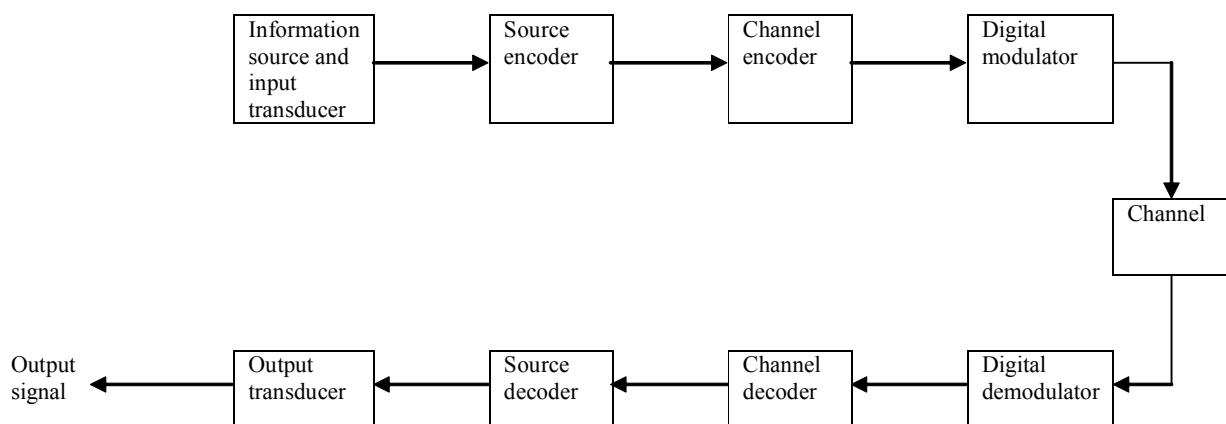 Information
source and
input
transducer
Source
encoder
Channel
encoder
Digital
modulator
Channel
Output
signal
Output
transducer
Source
decoder
Channel
decoder
Digital
demodulator